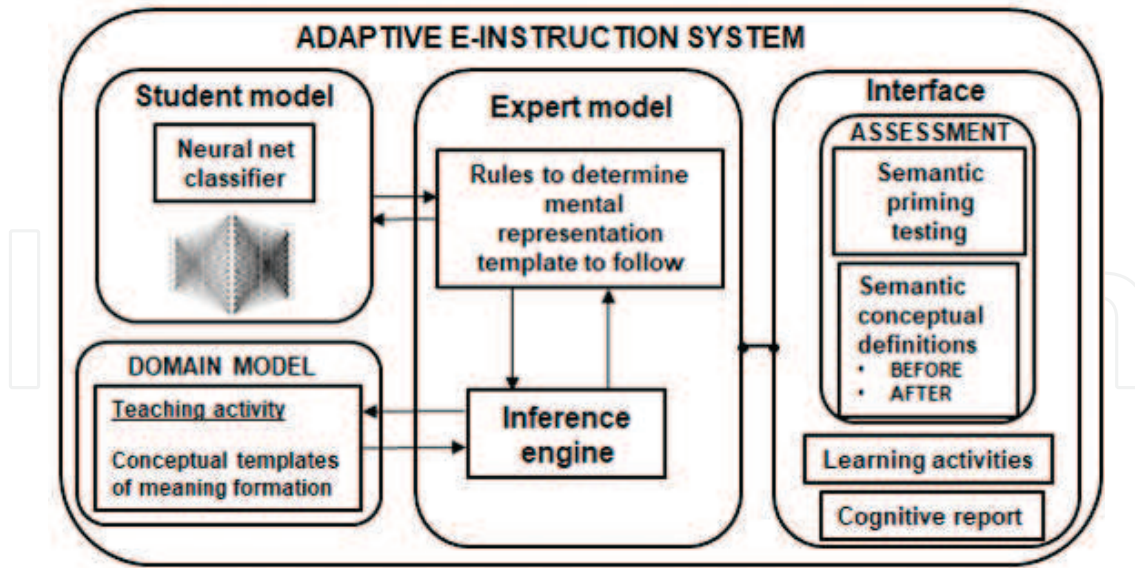 ADAPTIVE E-INSTRUCTION SYSTEM
Student model
Neural net
classifier
DOMAIN MODEL
Teaching activity
Conceptual templates
of meaning formation
Expert model
Rules to determine
mental
representation
template to follow
Inference
engine
Interface
ASSESSMENT
Semantic
priming
testing
Semantic
conceptual
definitions
• BEFORE
• AFTER
Learning activities
Cognitive report